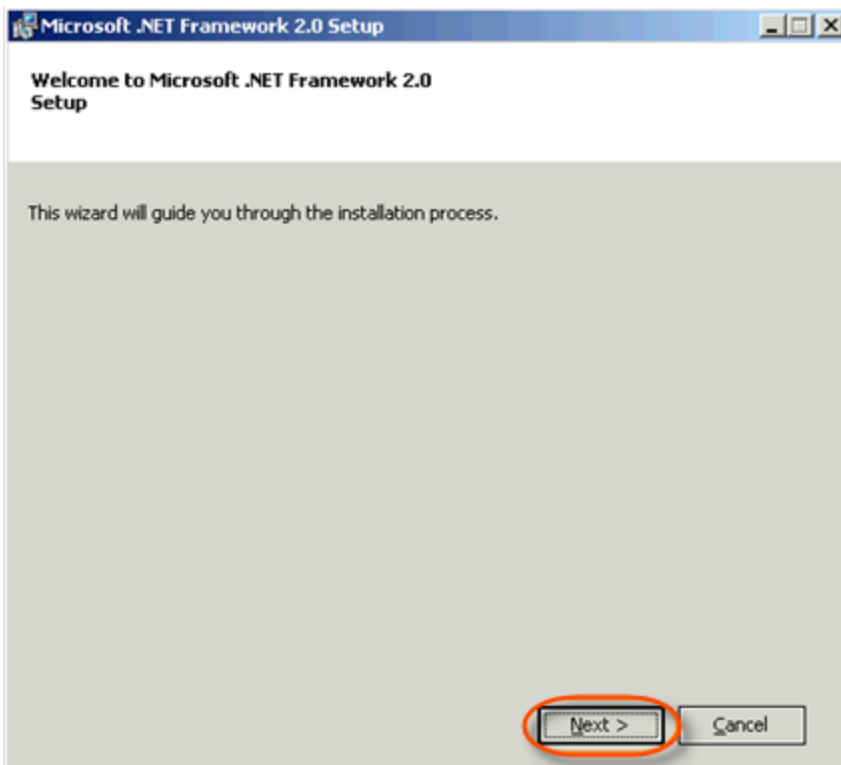 Microsoft .NET Framework 2.0 Setup
Welcome to Microsoft .NET Framework 2.0
Setup
This wizard will guide you through the installation process.
Next >
Cancel